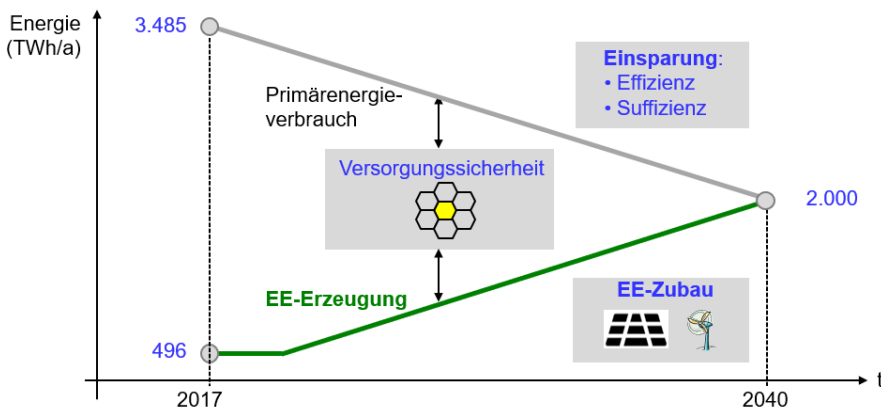 Energie
(TWh/a)
3.485
Einsparung:
• Effizienz
• Suffizienz
Primärenergie-
verbrauch
Versorgungssicherheit
2.000
EE-Erzeugung
EE-Zubau
496
t
2017
2040